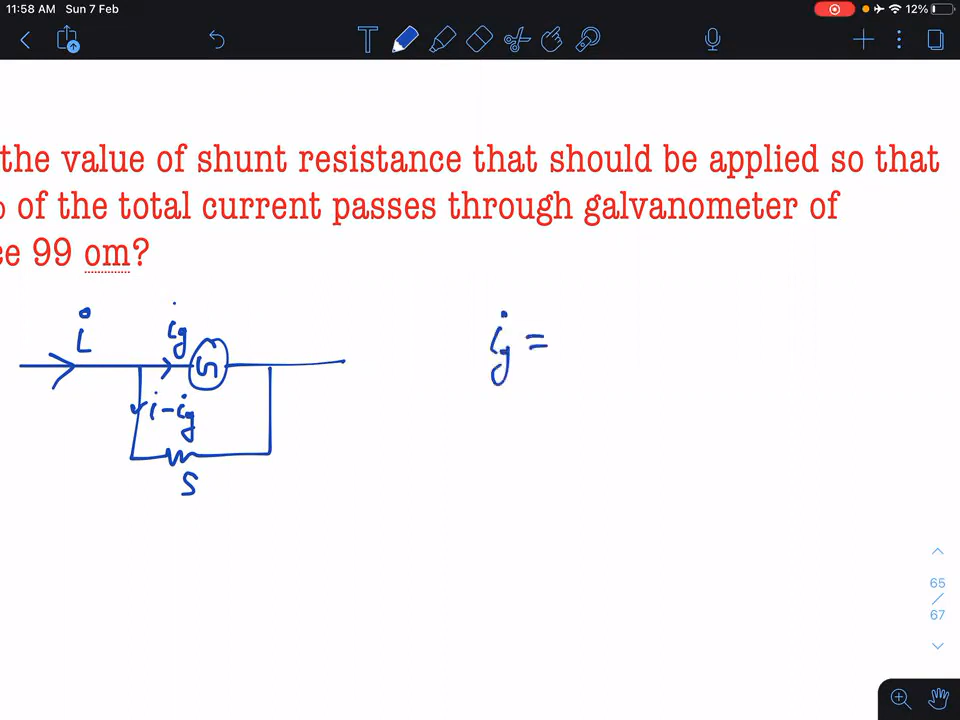 11:58 AM Sun 7 Feb
12%
T
the value of shunt resistance that should be applied so that
of the total current passes through galvanometer of
99 om?
i
ig
G
i-ig
S
ig =
65
/
67